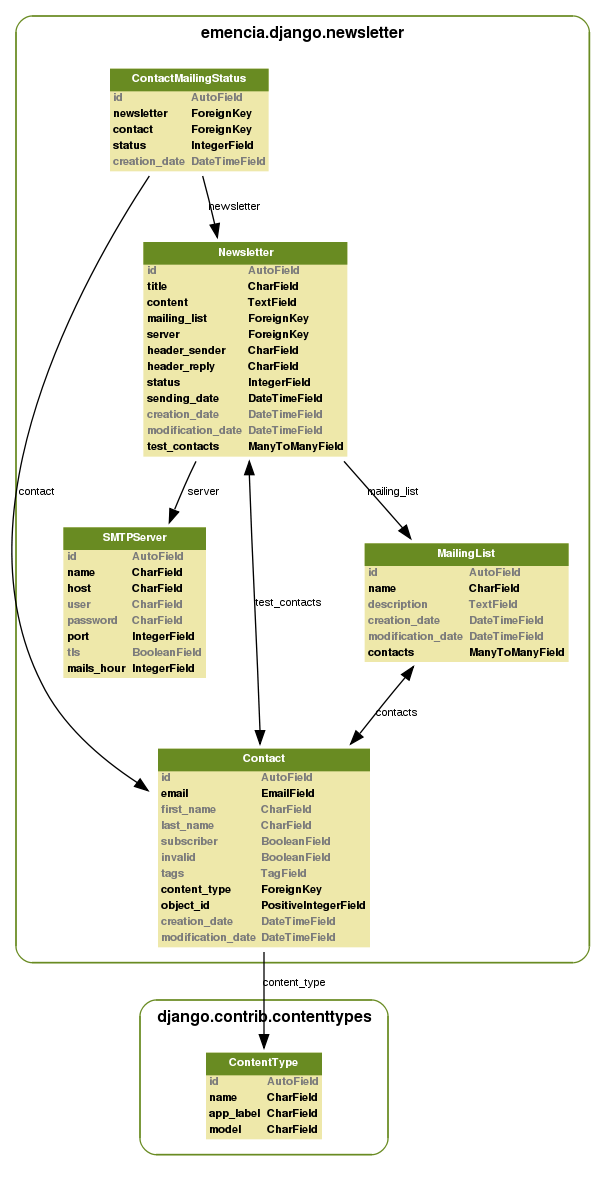 emencia.django.newsletter
ContactMailingStatus
id AutoField
newsletter ForeignKey
contact ForeignKey
status IntegerField
creation_date DateTimeField
newsletter
Newsletter
id AutoField
title CharField
content TextField
mailing_list ForeignKey
server ForeignKey
header_sender CharField
header_reply CharField
status IntegerField
sending_date DateTimeField
creation_date DateTimeField
modification_date DateTimeField
test_contacts ManyToManyField
contact
server
mailing_list
SMTPServer
id AutoField
name CharField
host CharField
user CharField
password CharField
port IntegerField
tls BooleanField
mails_hour IntegerField
test_contacts
MailingList
id AutoField
name CharField
description TextField
creation_date DateTimeField
modification_date DateTimeField
contacts ManyToManyField
contacts
Contact
id AutoField
email EmailField
first_name CharField
last_name CharField
subscriber BooleanField
invalid BooleanField
tags TagField
content_type ForeignKey
object_id PositiveIntegerField
creation_date DateTimeField
modification_date DateTimeField
content_type
django.contrib.contenttypes
ContentType
id AutoField
name CharField
app_label CharField
model CharField